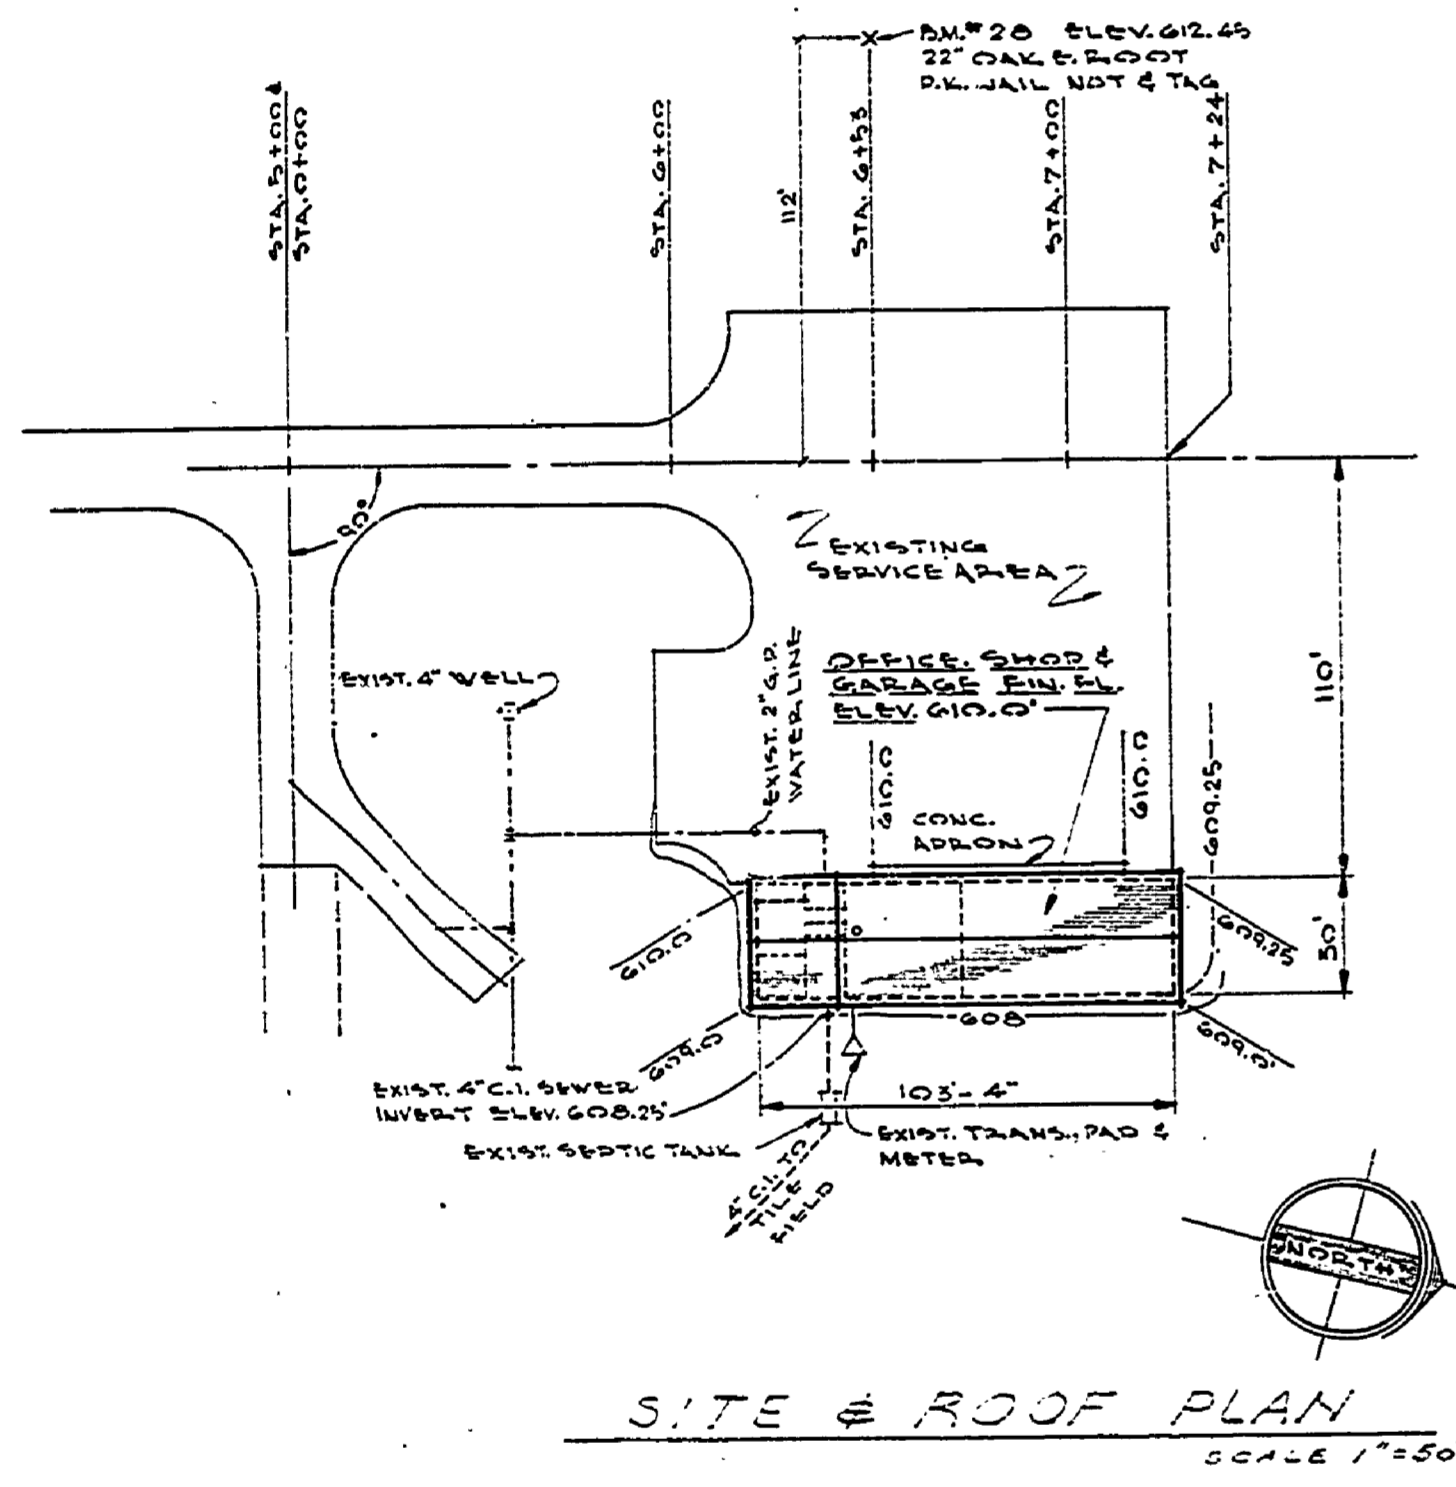 B.M.# 28 ELEV. 612.45
22" OAK E. ROOT
P.K. NAIL NUT & TAG
STA. 5+00 &
STA. 0+00
STA. 6+00
112'
STA. 6+53
STA. 7+00
STA. 7+24
90°
EXISTING
SERVICE AREA
EXIST. 4" WELL
EXIST. 2" G.P.
WATERLINE
OFFICE, SHOP &
GARAGE FIN. FL.
ELEV. 610.0'
110'
610.0
610.0
609.25
CONC.
APRON
30'
610.0
609.25
608
609.0
609.0'
EXIST. 4" C.I. SEWER
INVERT ELEV. 608.25'
103'-4"
EXIST. SEPTIC TANK
EXIST. TRANS., PAD &
METER
4" C.I. TO
TILE
FIELD
NORTH
SITE & ROOF PLAN
SCALE 1"=50